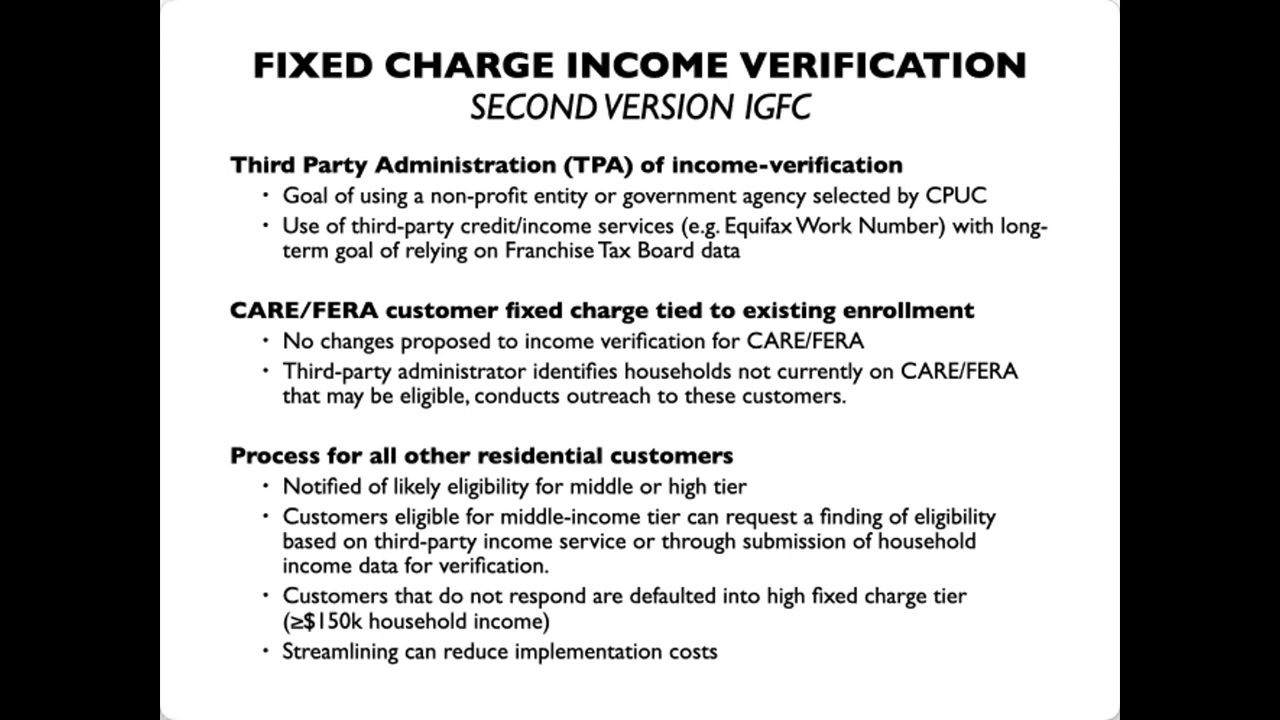 FIXED CHARGE INCOME VERIFICATION
SECOND VERSION IGFC
Third Party Administration (TPA) of income-verification
• Goal of using a non-profit entity or government agency selected by CPUC
• Use of third-party credit/income services (e.g. Equifax Work Number) with long-
term goal of relying on Franchise Tax Board data
CARE/FERA customer fixed charge tied to existing enrollment
• No changes proposed to income verification for CARE/FERA
• Third-party administrator identifies households not currently on CARE/FERA
that may be eligible, conducts outreach to these customers.
Process for all other residential customers
• Notified of likely eligibility for middle or high tier
• Customers eligible for middle-income tier can request a finding of eligibility
based on third-party income service or through submission of household
income data for verification.
• Customers that do not respond are defaulted into high fixed charge tier
(≥$150k household income)
• Streamlining can reduce implementation costs